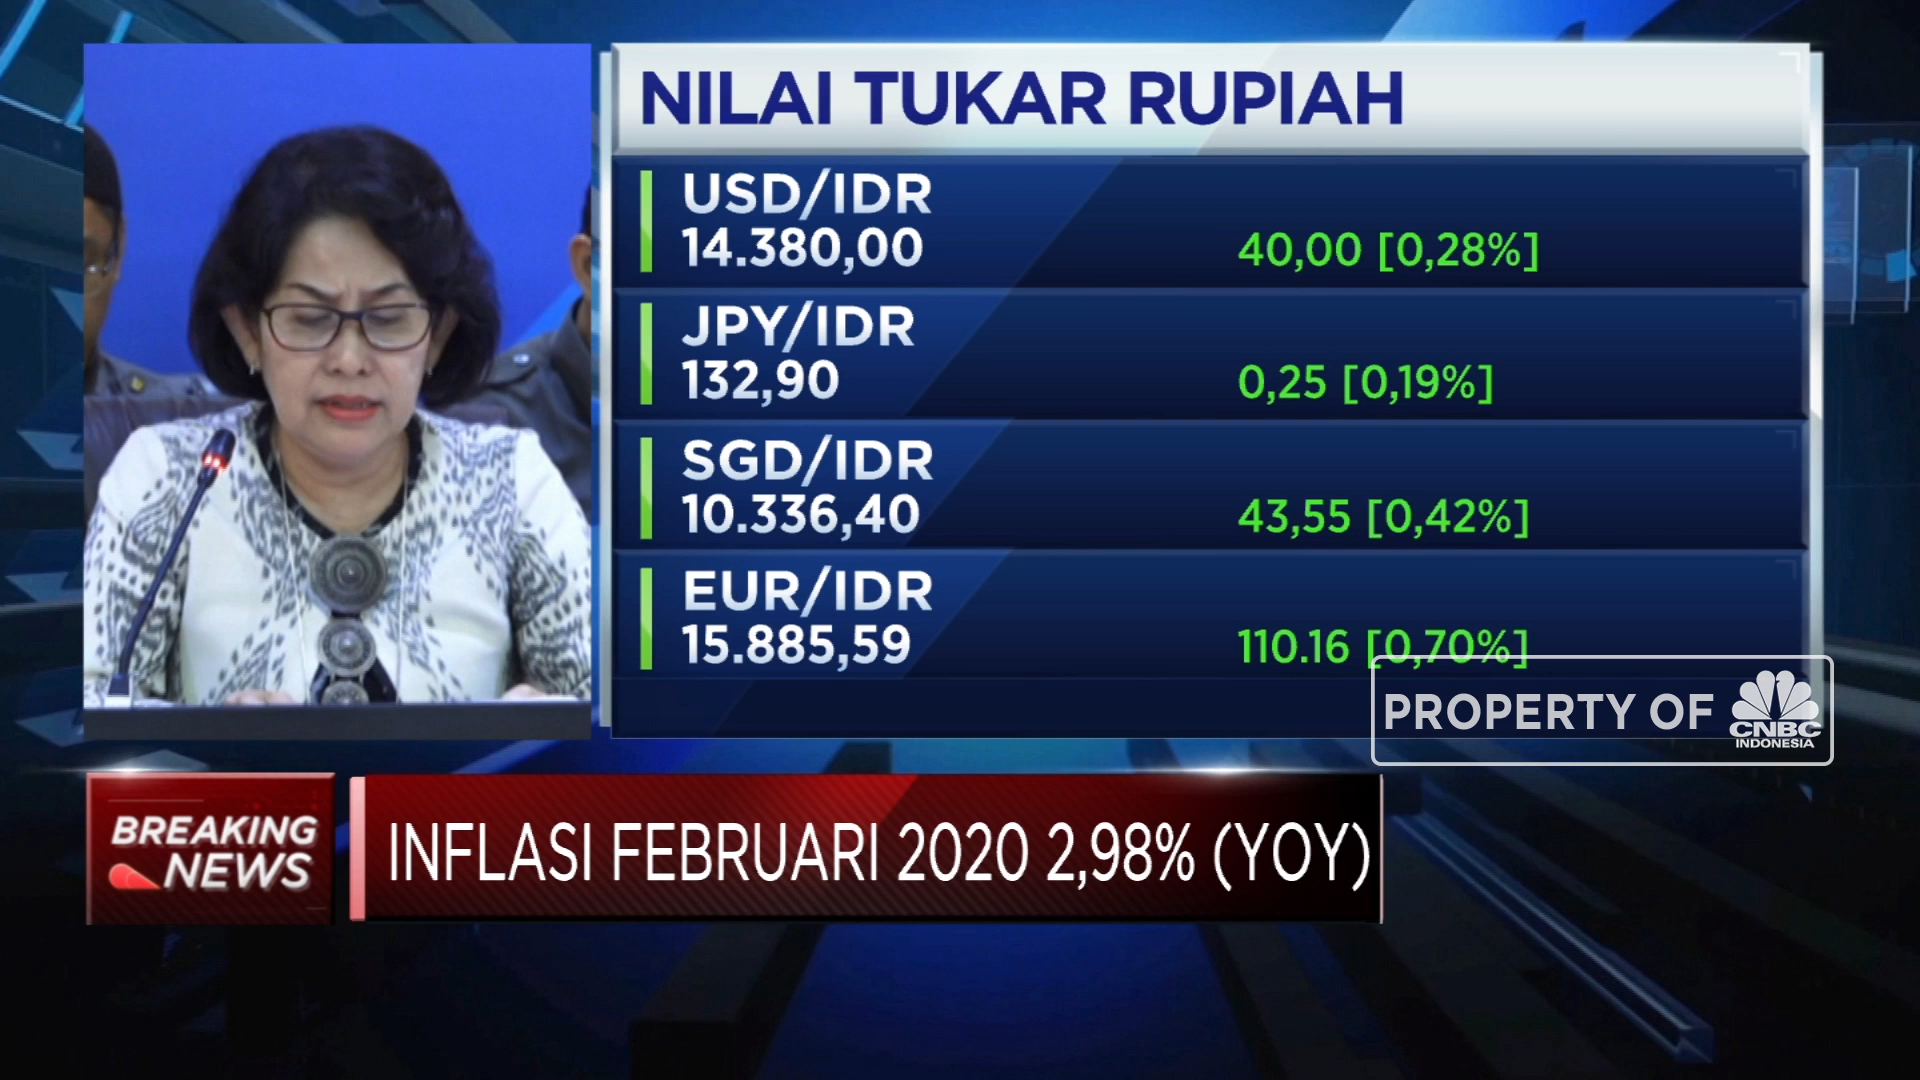 NILAI TUKAR RUPIAH
USD/IDR
14.380,00 40,00 [0,28%]
JPY/IDR
132,90 0,25 [0,19%]
SGD/IDR
10.336,40 43,55 [0,42%]
EUR/IDR
15.885,59 110.16 [0,70%]
PROPERTY OF CNBC INDONESIA
BREAKING NEWS
INFLASI FEBRUARI 2020 2,98% (YOY)